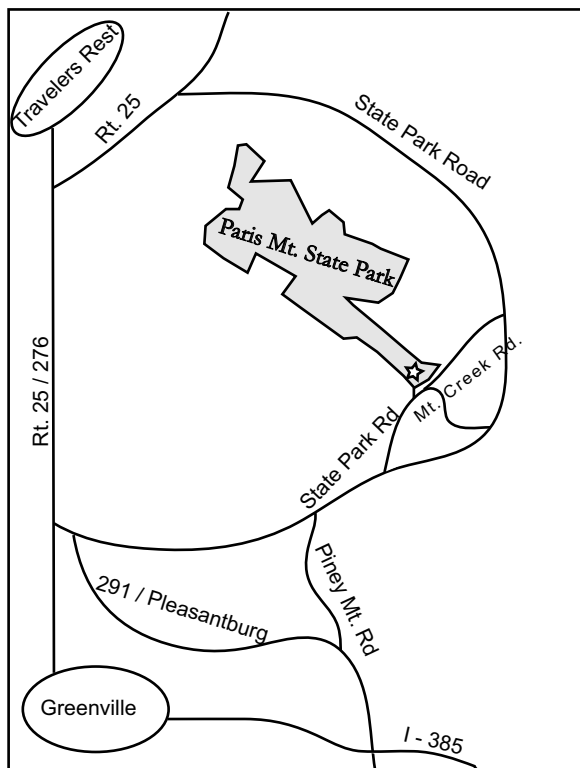 Travelers Rest
Rt. 25
State Park Road
Paris Mt. State Park
Rt. 25 / 276
Mt. Creek Rd.
State Park Rd
291 / Pleasantburg
Piney Mt. Rd
Greenville
I - 385